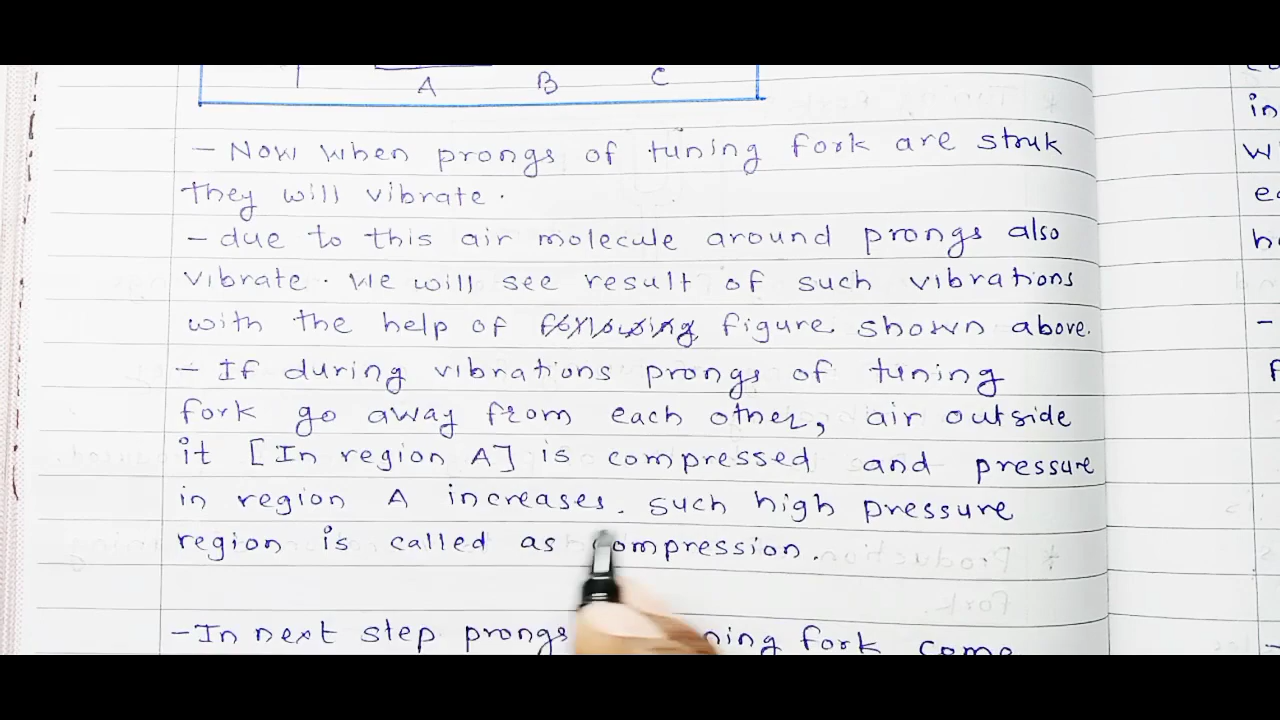 A B C
- Now when prongs of tuning fork are struk
They will vibrate.
- due to this air molecule around prongs also
vibrate. We will see result of such vibrations
with the help of following figure shown above.
- If during vibrations prongs of tuning
fork go away from each other, air outside
it [In region A] is compressed and pressure
in region A increases. such high pressure
region is called as compression.
- In next step prongs fork come
in